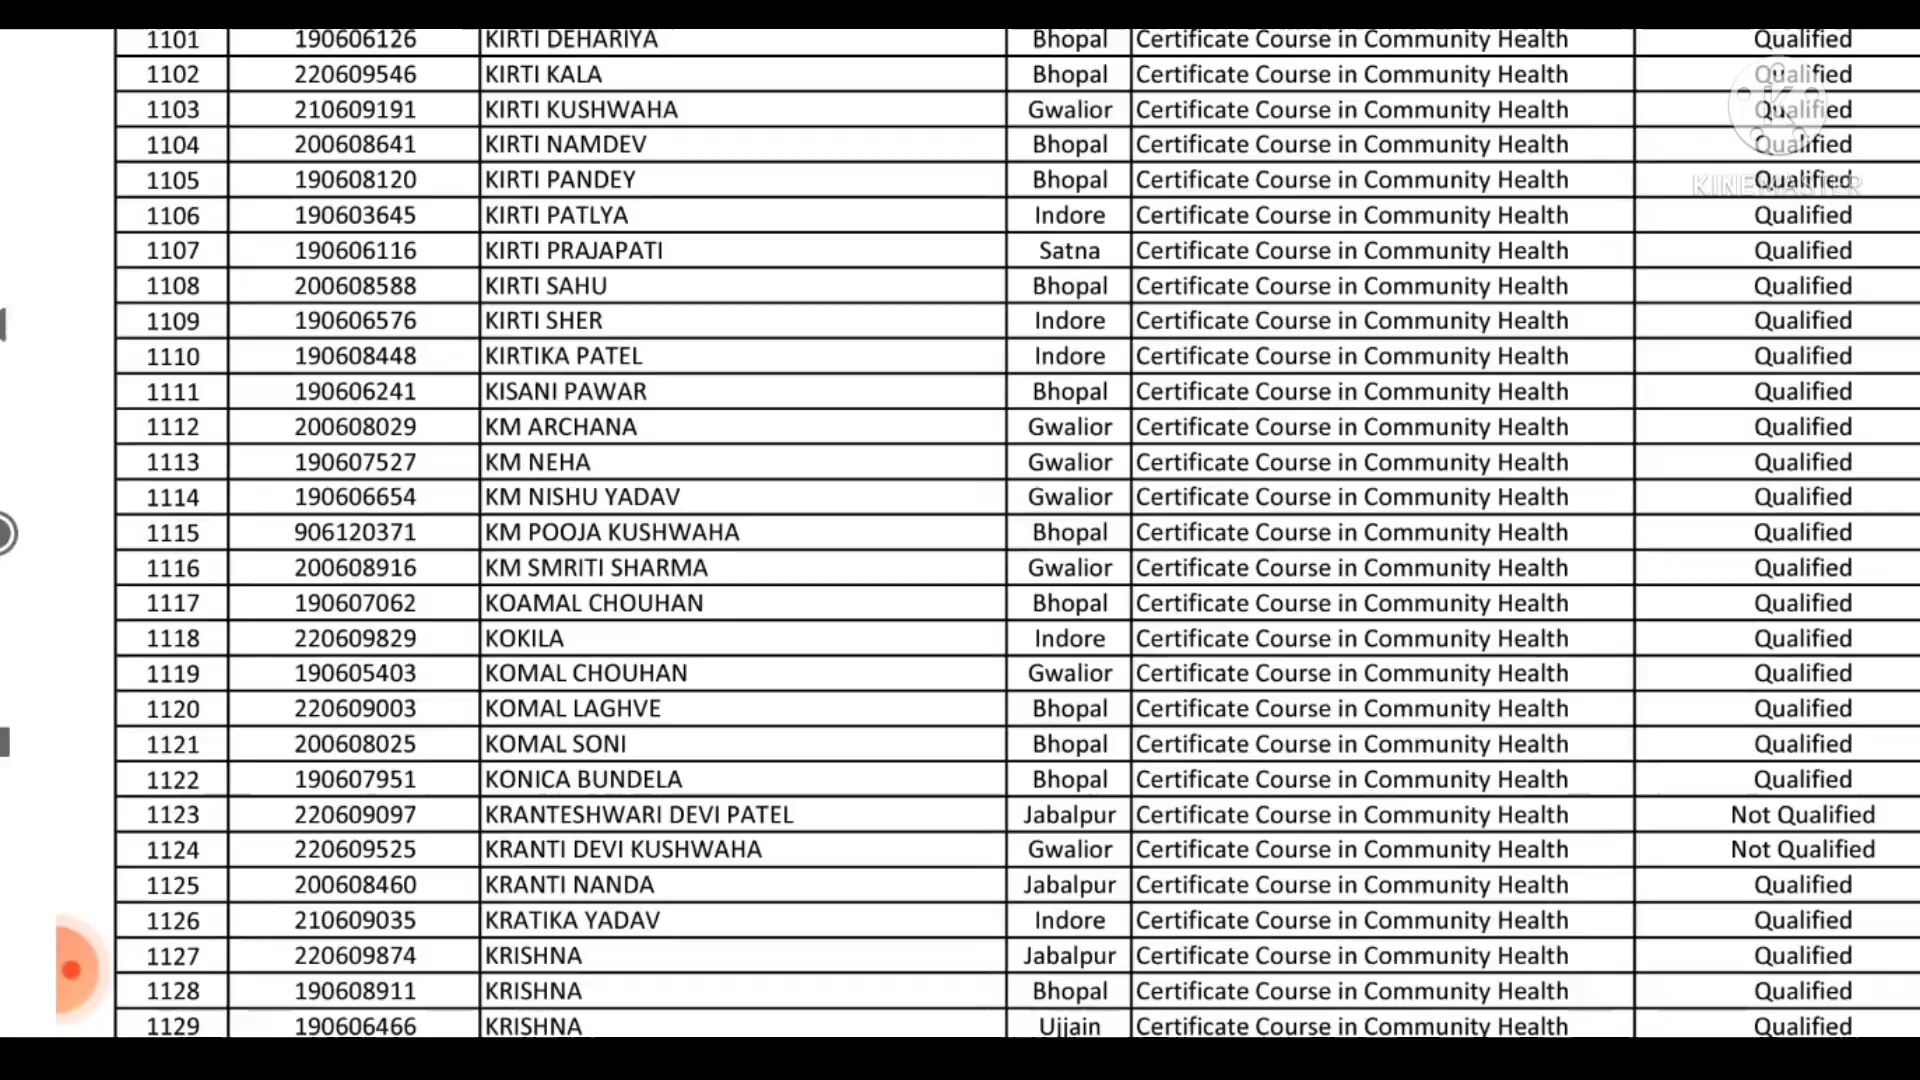 1101 190606126 KIRTI DEHARIYA Bhopal Certificate Course in Community Health Qualified
1102 220609546 KIRTI KALA Bhopal Certificate Course in Community Health Qualified
1103 210609191 KIRTI KUSHWAHA Gwalior Certificate Course in Community Health Qualified
1104 200608641 KIRTI NAMDEV Bhopal Certificate Course in Community Health Qualified
1105 190608120 KIRTI PANDEY Bhopal Certificate Course in Community Health Qualified
KINEMASTER
1106 190603645 KIRTI PATLYA Indore Certificate Course in Community Health Qualified
1107 190606116 KIRTI PRAJAPATI Satna Certificate Course in Community Health Qualified
1108 200608588 KIRTI SAHU Bhopal Certificate Course in Community Health Qualified
1109 190606576 KIRTI SHER Indore Certificate Course in Community Health Qualified
1110 190608448 KIRTIKA PATEL Indore Certificate Course in Community Health Qualified
1111 190606241 KISANI PAWAR Bhopal Certificate Course in Community Health Qualified
1112 200608029 KM ARCHANA Gwalior Certificate Course in Community Health Qualified
1113 190607527 KM NEHA Gwalior Certificate Course in Community Health Qualified
1114 190606654 KM NISHU YADAV Gwalior Certificate Course in Community Health Qualified
1115 906120371 KM POOJA KUSHWAHA Bhopal Certificate Course in Community Health Qualified
1116 200608916 KM SMRITI SHARMA Gwalior Certificate Course in Community Health Qualified
1117 190607062 KOAMAL CHOUHAN Bhopal Certificate Course in Community Health Qualified
1118 220609829 KOKILA Indore Certificate Course in Community Health Qualified
1119 190605403 KOMAL CHOUHAN Gwalior Certificate Course in Community Health Qualified
1120 220609003 KOMAL LAGHVE Bhopal Certificate Course in Community Health Qualified
1121 200608025 KOMAL SONI Bhopal Certificate Course in Community Health Qualified
1122 190607951 KONICA BUNDELA Bhopal Certificate Course in Community Health Qualified
1123 220609097 KRANTESHWARI DEVI PATEL Jabalpur Certificate Course in Community Health Not Qualified
1124 220609525 KRANTI DEVI KUSHWAHA Gwalior Certificate Course in Community Health Not Qualified
1125 200608460 KRANTI NANDA Jabalpur Certificate Course in Community Health Qualified
1126 210609035 KRATIKA YADAV Indore Certificate Course in Community Health Qualified
1127 220609874 KRISHNA Jabalpur Certificate Course in Community Health Qualified
1128 190608911 KRISHNA Bhopal Certificate Course in Community Health Qualified
1129 190606466 KRISHNA Ujjain Certificate Course in Community Health Qualified